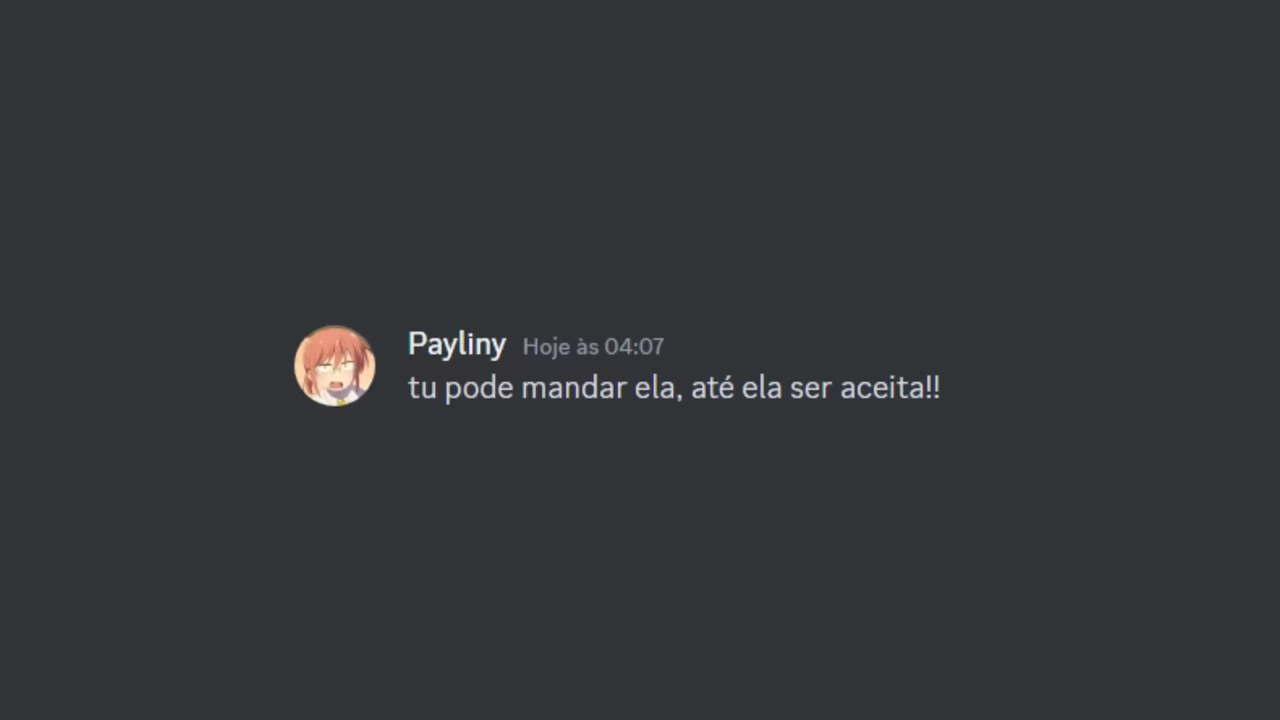 Payliny Hoje às 04:07
tu pode mandar ela, até ela ser aceita!!